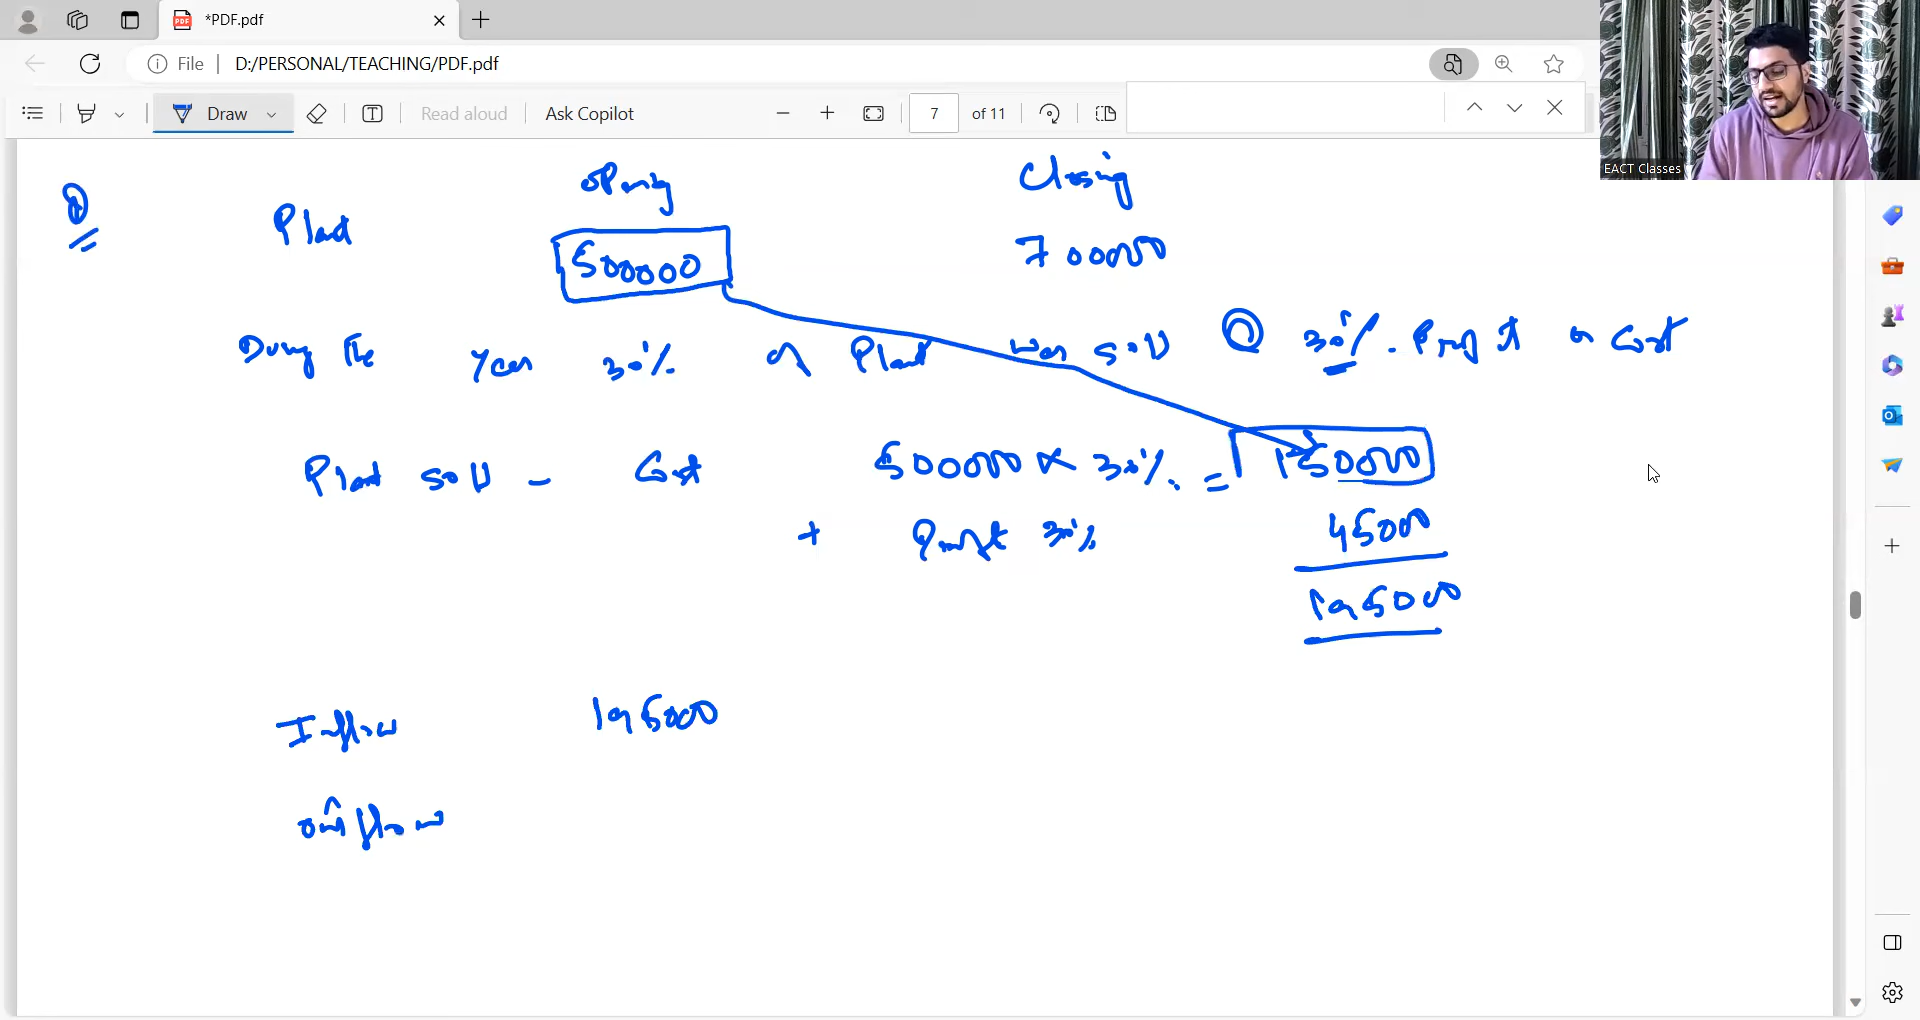 *PDF.pdf
File | D:/PERSONAL/TEACHING/PDF.pdf
Draw Read aloud Ask Copilot 7 of 11
EACT Classes
Q Plant opening Closing
500000 700000
During the year 30% of Plant was sold @ 30% Profit on Cost
Plant sold - Cost 500000 x 30% = 150000
+ Profit 30% 45000
195000
Inflow 195000
outflow